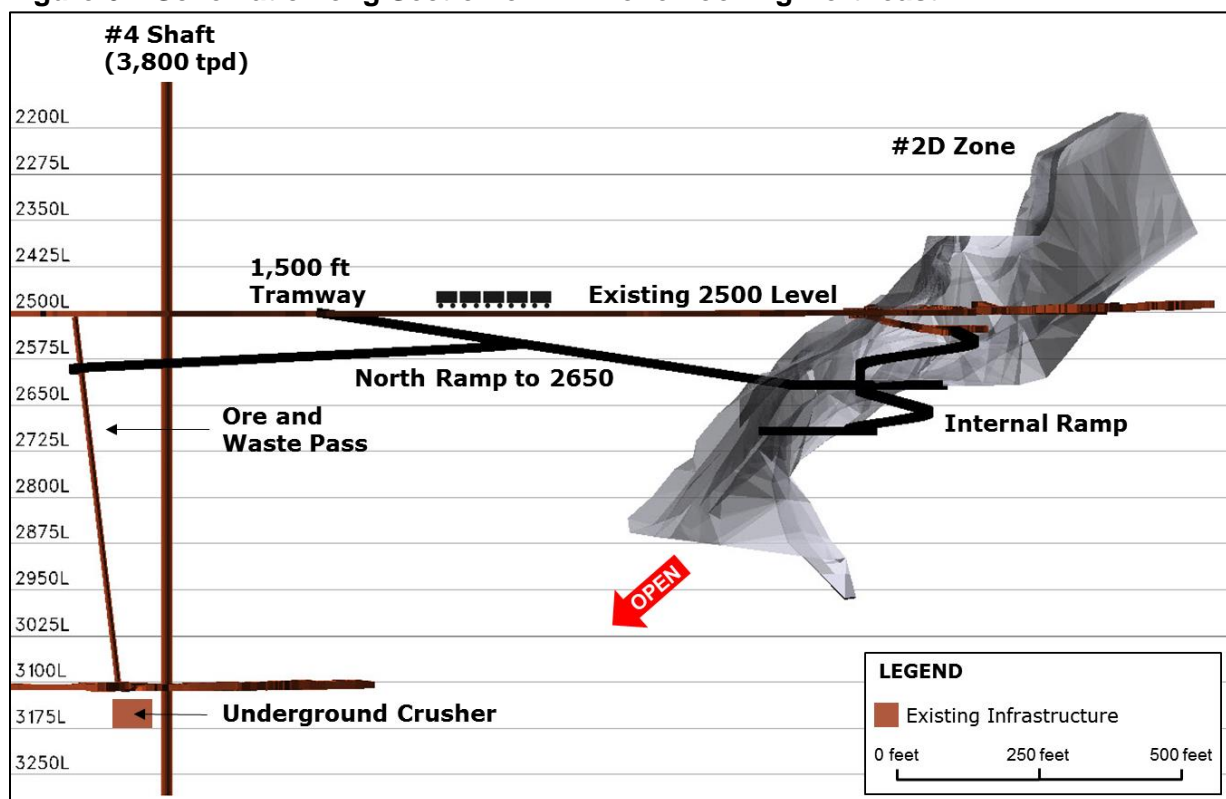 #4 Shaft
(3,800 tpd)
2200L
#2D Zone
2275L
2350L
2425L
1,500 ft
Tramway
Existing 2500 Level
2500L
2575L
North Ramp to 2650
2650L
Ore and
Waste Pass
Internal Ramp
2725L
2800L
2875L
2950L
OPEN
3025L
3100L
3175L
Underground Crusher
3250L
LEGEND
Existing Infrastructure
0 feet 250 feet 500 feet